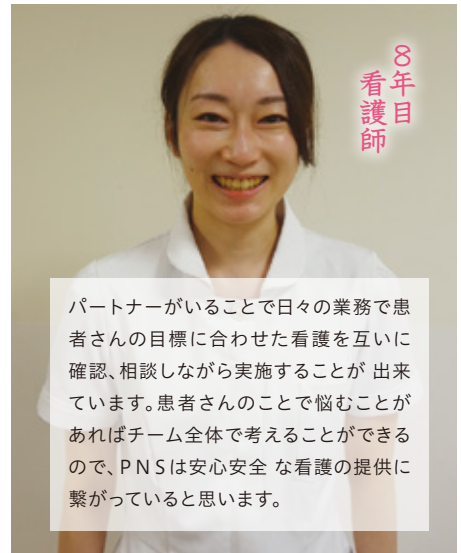 8年目
看護師
パートナーがいることで日々の業務で患
者さんの目標に合わせた看護を互いに
確認、相談しながら実施することが 出来
ています。患者さんのことで悩むことが
あればチーム全体で考えることができる
ので、PNSは安心安全 な看護の提供に
繋がっていると思います。